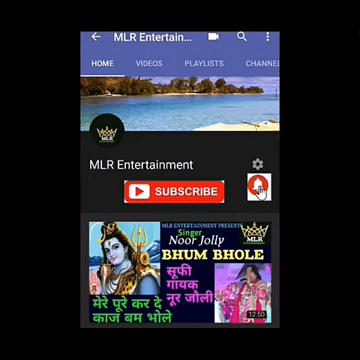 MLR Entertain...
HOME VIDEOS PLAYLISTS CHANNEL
MLR
MLR Entertainment
SUBSCRIBE
MLR ENTERTAINMENT PRESENTS
Singer
Noor Jolly
MLR
BHUM BHOLE
सूफी
गायक
नूर जौली
मेरे पूरे कर दे
काज बम भोले
12:50